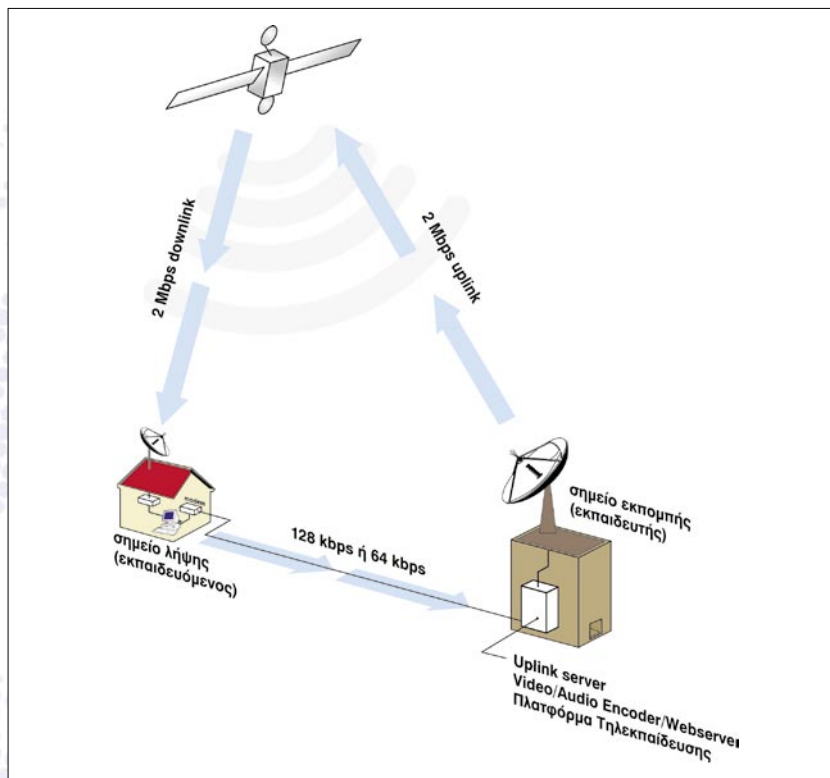 2 Mbps downlink
2 Mbps uplink
σημείο εκπομπής
(εκπαιδευτής)
σημείο λήψης
(εκπαιδευόμενος)
128 kbps ή 64 kbps
Uplink server
Video/Audio Encoder/Webserver
Πλατφόρμα Τηλεκπαίδευσης